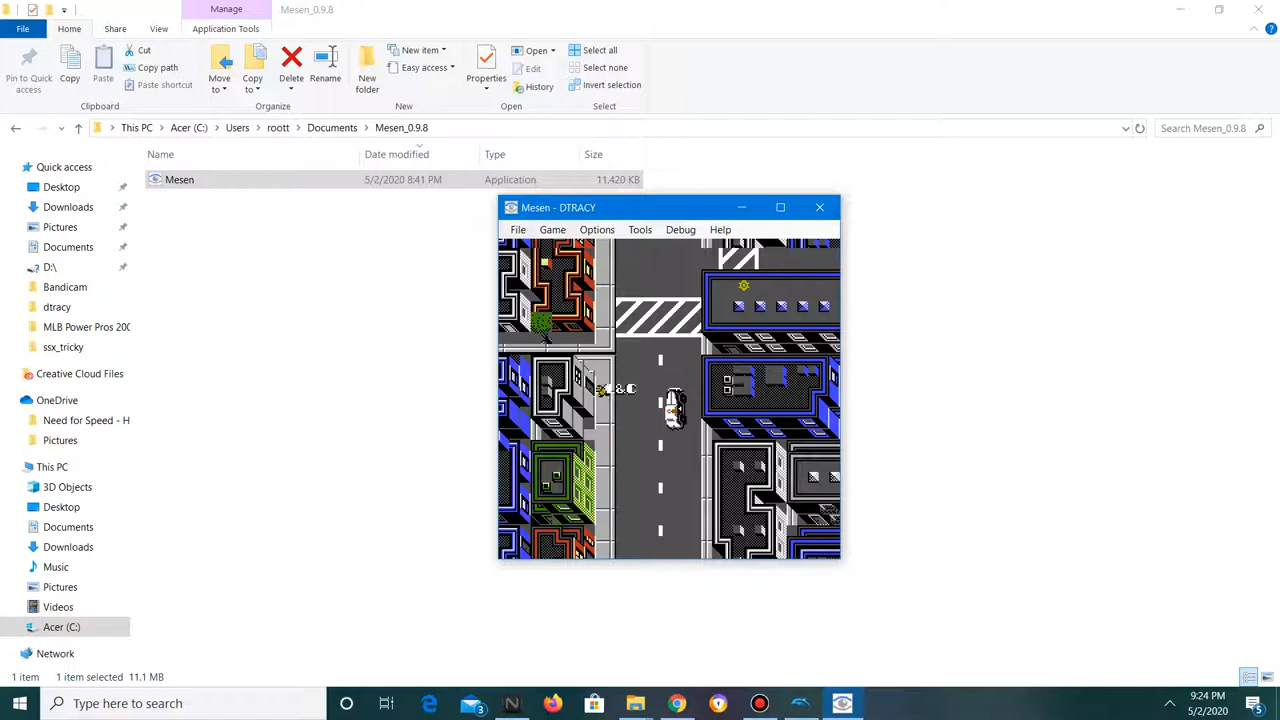 Manage
Mesen_0.9.8
File
Home
Share
View
Application Tools
Pin to Quick access
Copy
Paste
Cut
Copy path
Paste shortcut
Clipboard
Move to
Copy to
Delete
Rename
Organize
New folder
New item
Easy access
New
Properties
Open
Edit
History
Open
Select all
Select none
Invert selection
Select
This PC > Acer (C:) > Users > roott > Documents > Mesen_0.9.8
Search Mesen_0.9.8
Name
Date modified
Type
Size
Mesen
5/2/2020 8:41 PM
Application
11,420 KB
Quick access
Desktop
Downloads
Pictures
Documents
D:\
Bandicam
dtracy
MLB Power Pros 200
ssx_tricky
Creative Cloud Files
OneDrive
Need for Speed - H
Pictures
This PC
3D Objects
Desktop
Documents
Downloads
Music
Pictures
Videos
Acer (C:)
Network
Mesen - DTRACY
File Game Options Tools Debug Help
1 item
1 item selected 11.1 MB
Type here to search
3
N
9:24 PM
5/2/2020
5